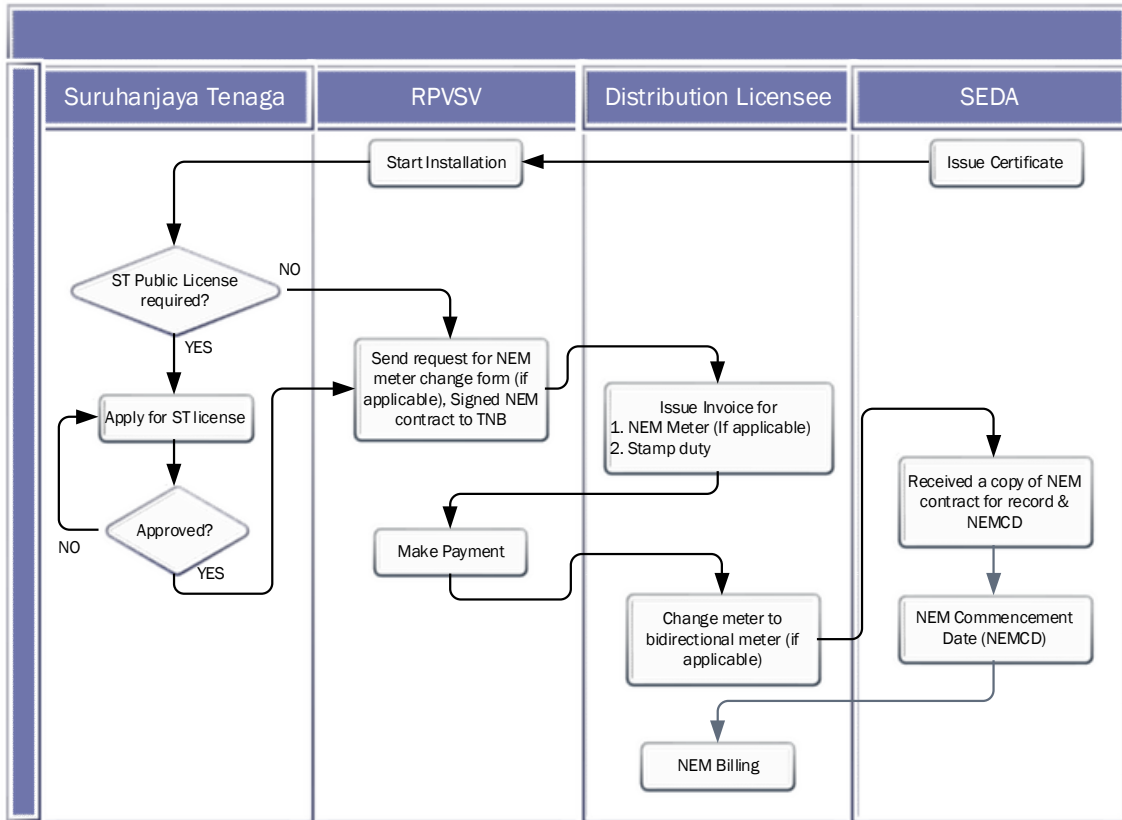 Suruhanjaya Tenaga
RPVSV
Distribution Licensee
SEDA
Start Installation
Issue Certificate
ST Public License
required?
NO
YES
Send request for NEM
meter change form (if
applicable), Signed NEM
contract to TNB
Issue Invoice for
1. NEM Meter (If applicable)
2. Stamp duty
Apply for ST license
Received a copy of NEM
contract for record &
NEMCD
Approved?
NO
YES
Make Payment
Change meter to
bidirectional meter (if
applicable)
NEM Commencement
Date (NEMCD)
NEM Billing